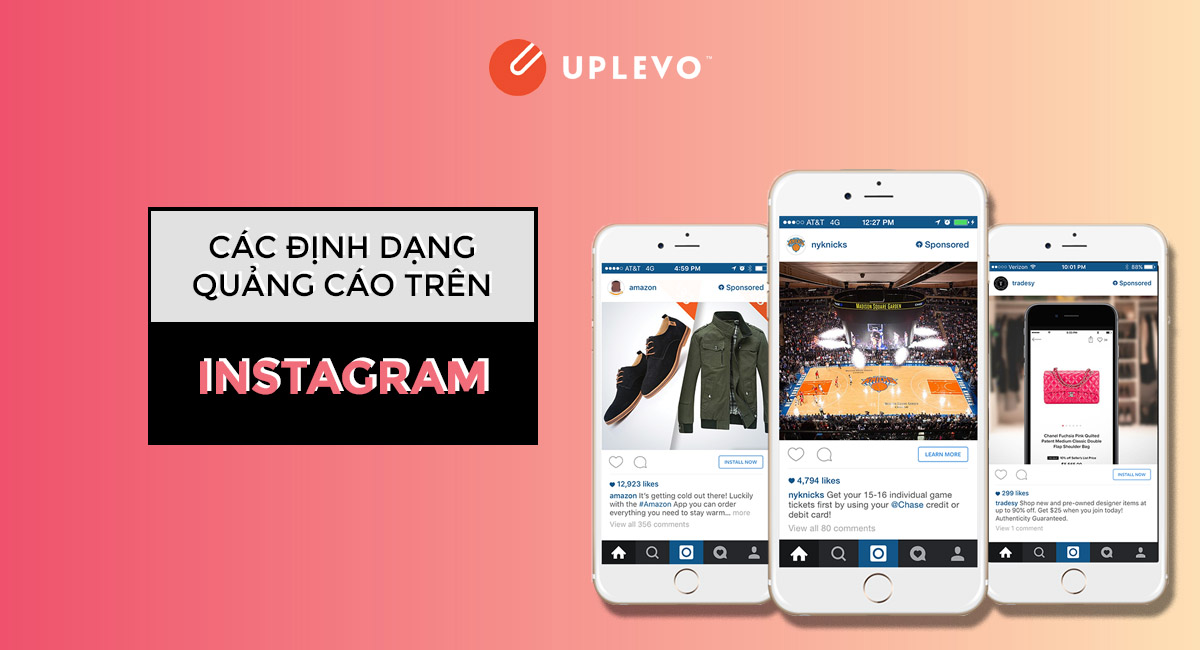 UPLEVO™
CÁC ĐỊNH DẠNG
QUẢNG CÁO TRÊN
INSTAGRAM
AT&T 4G 4:59 PM
amazon Sponsored
INSTALL NOW
12,923 likes
amazon It's getting cold out there! Luckily
with the #Amazon App you can order
everything you need to stay warm... more
View all 356 comments
AT&T 4G 12:27 PM
nyknicks Sponsored
MADISON SQUARE GARDEN
LEARN MORE
4,794 likes
nyknicks Get your 15-16 individual game
tickets first by using your @Chase credit or
debit card!
View all 80 comments
Verizon 10:01 PM 88%
tradesy Sponsored
Chanel Fuchsia Pink Quilted
Patent Medium Classic Double
Flap Shoulder Bag
INSTALL NOW
299 likes
tradesy Shop new and pre-owned designer items at
up to 90% off. Get $25 when you join today!
Authenticity Guaranteed.
View 1 comment